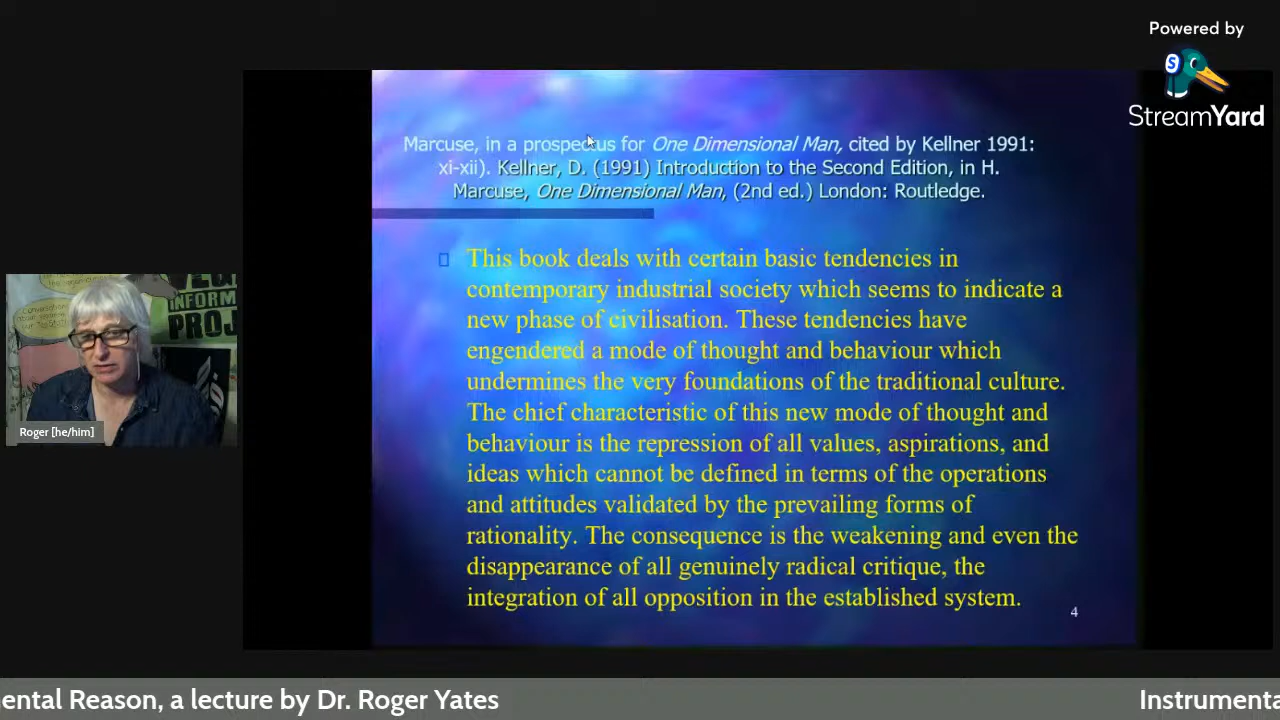 Powered by
S
StreamYard
Marcuse, in a prospectus for One Dimensional Man, cited by Kellner 1991:
xi-xii). Kellner, D. (1991) Introduction to the Second Edition, in H.
Marcuse, One Dimensional Man, (2nd ed.) London: Routledge.
This book deals with certain basic tendencies in
contemporary industrial society which seems to indicate a
new phase of civilisation. These tendencies have
engendered a mode of thought and behaviour which
undermines the very foundations of the traditional culture.
The chief characteristic of this new mode of thought and
behaviour is the repression of all values, aspirations, and
ideas which cannot be defined in terms of the operations
and attitudes validated by the prevailing forms of
rationality. The consequence is the weakening and even the
disappearance of all genuinely radical critique, the
integration of all opposition in the established system.
4
INFORM
PROJ
Roger [he/him]
ental Reason, a lecture by Dr. Roger Yates
Instrumenta